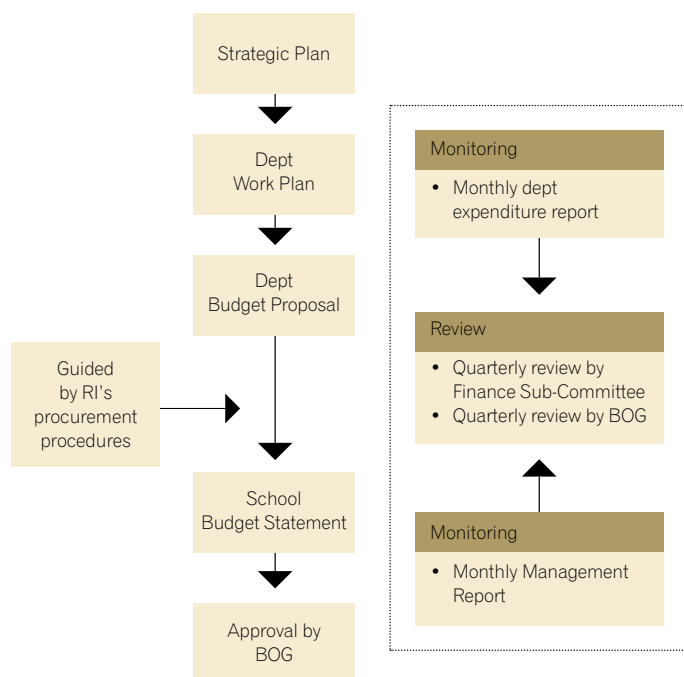 Strategic Plan
Dept
Work Plan
Dept
Budget Proposal
Guided
by RI's
procurement
procedures
School
Budget Statement
Approval by
BOG
Monitoring
• Monthly dept
expenditure report
Review
• Quarterly review by
Finance Sub-Committee
• Quarterly review by BOG
Monitoring
• Monthly Management
Report